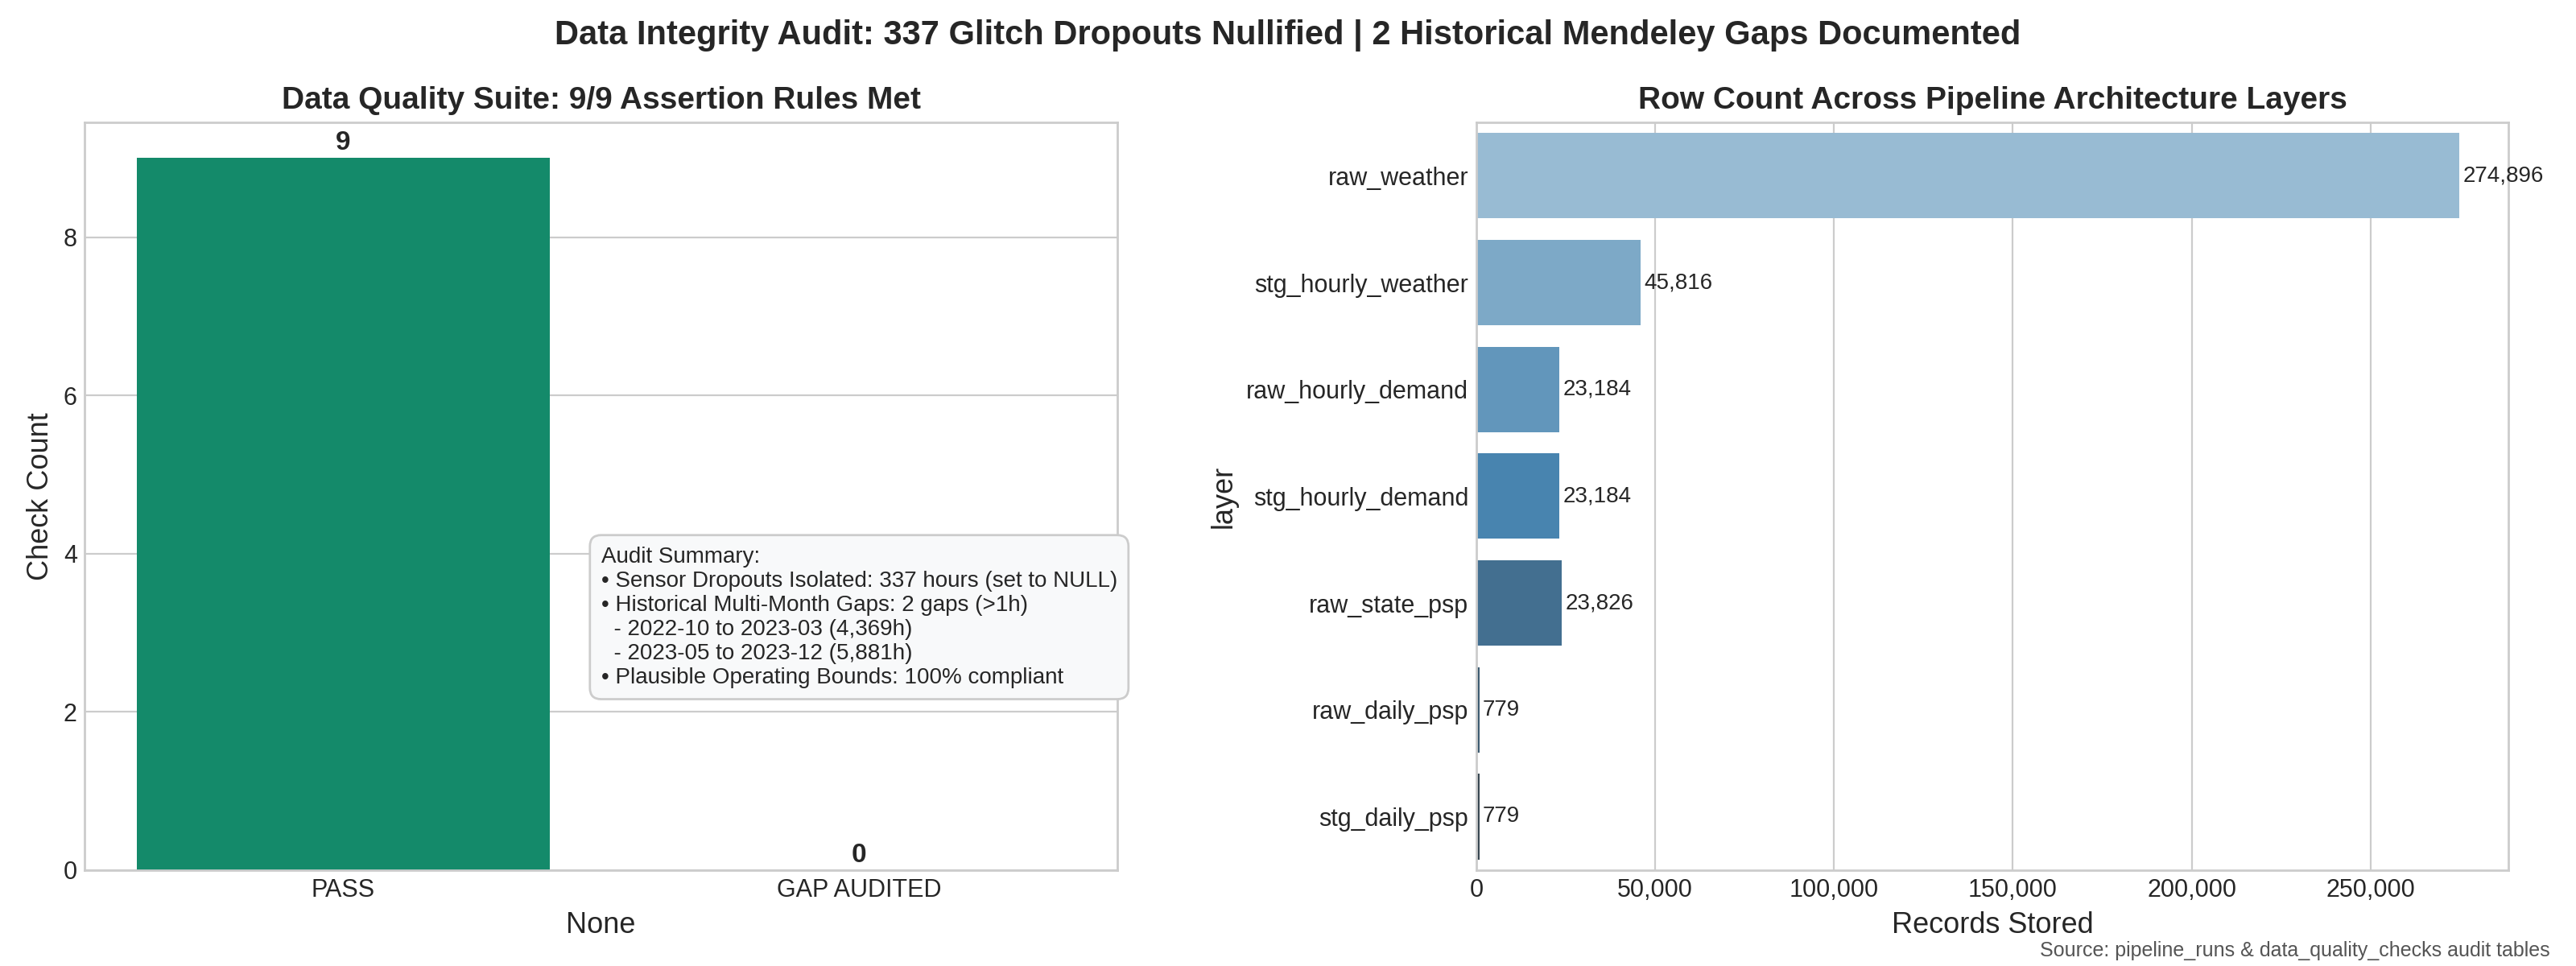 Data Integrity Audit: 337 Glitch Dropouts Nullified | 2 Historical Mendeley Gaps Documented
Data Quality Suite: 9/9 Assertion Rules Met
9
8
6
4
2
0
Check Count
0
PASS
GAP AUDITED
None
Audit Summary:
• Sensor Dropouts Isolated: 337 hours (set to NULL)
• Historical Multi-Month Gaps: 2 gaps (>1h)
- 2022-10 to 2023-03 (4,369h)
- 2023-05 to 2023-12 (5,881h)
• Plausible Operating Bounds: 100% compliant
Row Count Across Pipeline Architecture Layers
layer
raw_weather 274,896
stg_hourly_weather 45,816
raw_hourly_demand 23,184
stg_hourly_demand 23,184
raw_state_psp 23,826
raw_daily_psp 779
stg_daily_psp 779
0 50,000 100,000 150,000 200,000 250,000
Records Stored
Source: pipeline_runs & data_quality_checks audit tables